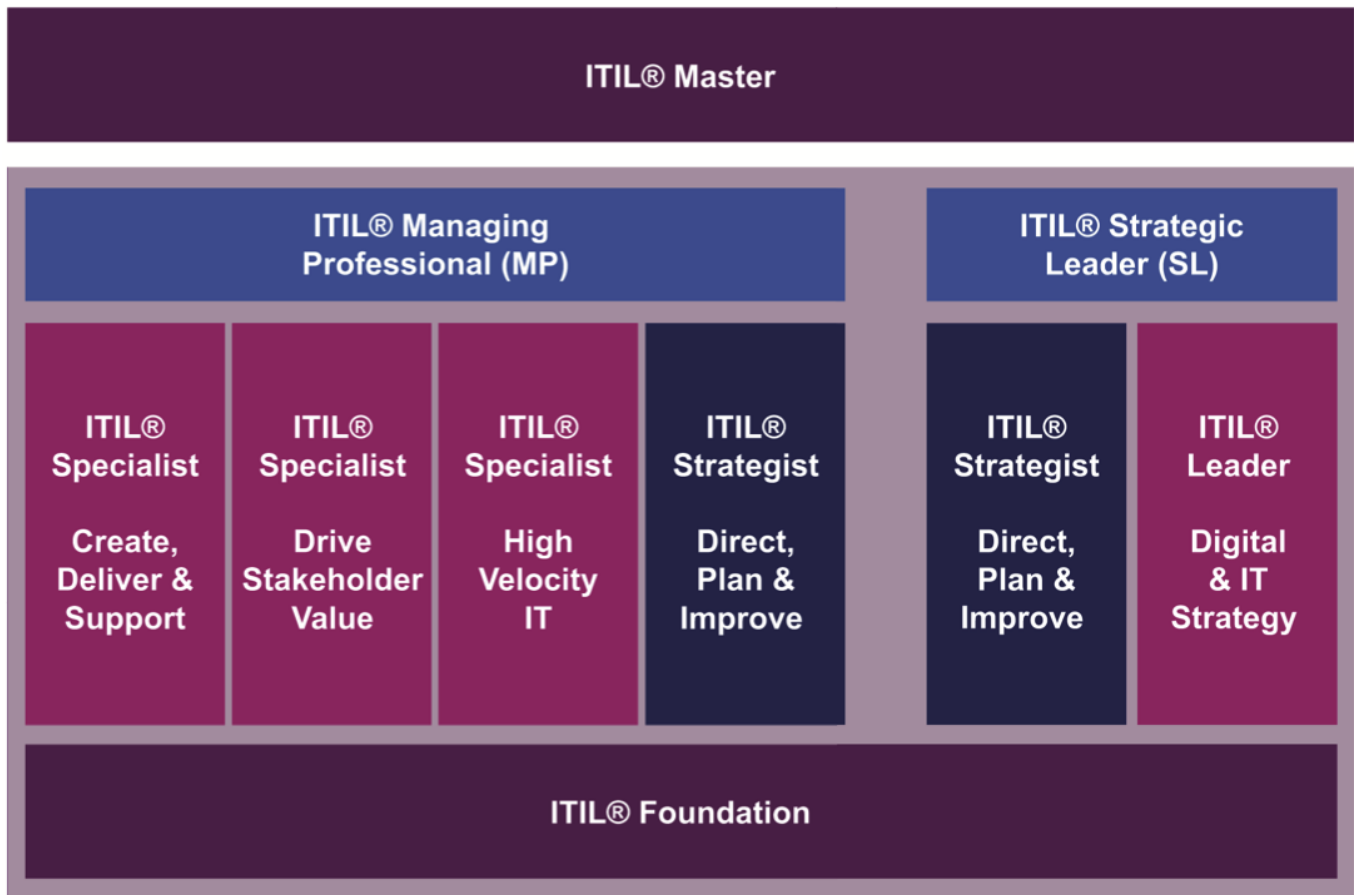 ITIL® Master
ITIL® Managing
Professional (MP)
ITIL® Strategic
Leader (SL)
ITIL®
Specialist
Create,
Deliver &
Support
ITIL®
Specialist
Drive
Stakeholder
Value
ITIL®
Specialist
High
Velocity
IT
ITIL®
Strategist
Direct,
Plan &
Improve
ITIL®
Strategist
Direct,
Plan &
Improve
ITIL®
Leader
Digital
& IT
Strategy
ITIL® Foundation